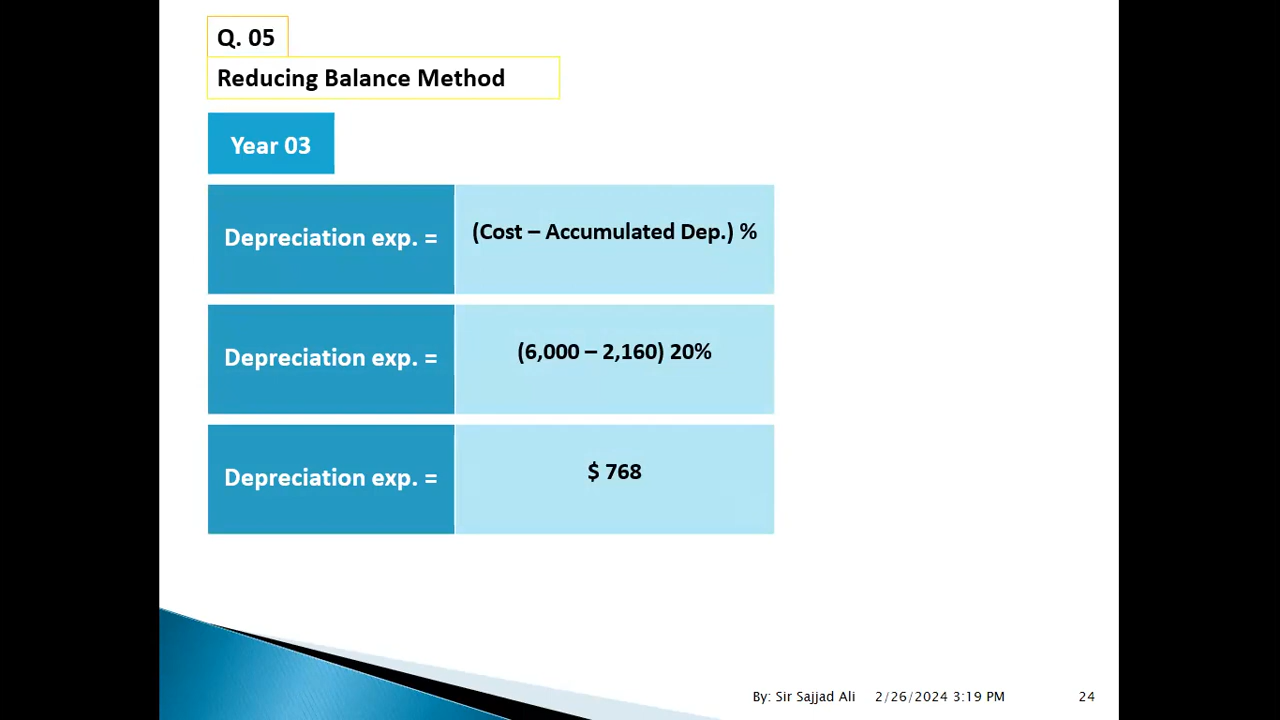 Q. 05
Reducing Balance Method
Year 03
Depreciation exp. = (Cost – Accumulated Dep.) %
Depreciation exp. = (6,000 – 2,160) 20%
Depreciation exp. = $ 768
By: Sir Sajjad Ali 2/26/2024 3:19 PM 24